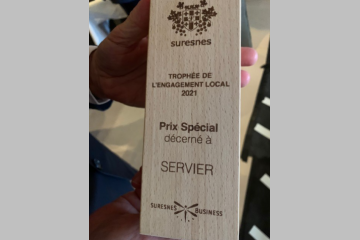 suresnes
TROPHÉE DE
L'ENGAGEMENT LOCAL
2021
Prix Spécial
décerné à
SERVIER
SURESNES BUSINESS